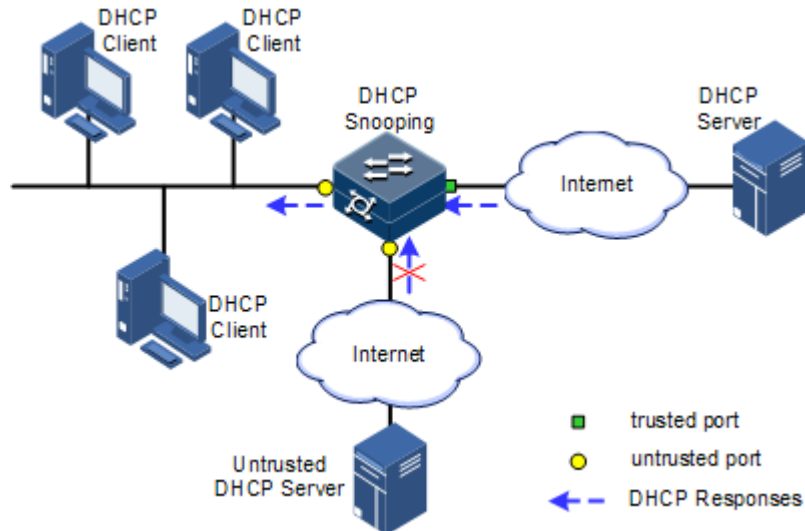 DHCP
Client
DHCP
Client
DHCP
Snooping
DHCP
Server
Internet
DHCP
Client
Internet
Untrusted
DHCP Server
trusted port
untrusted port
DHCP Responses